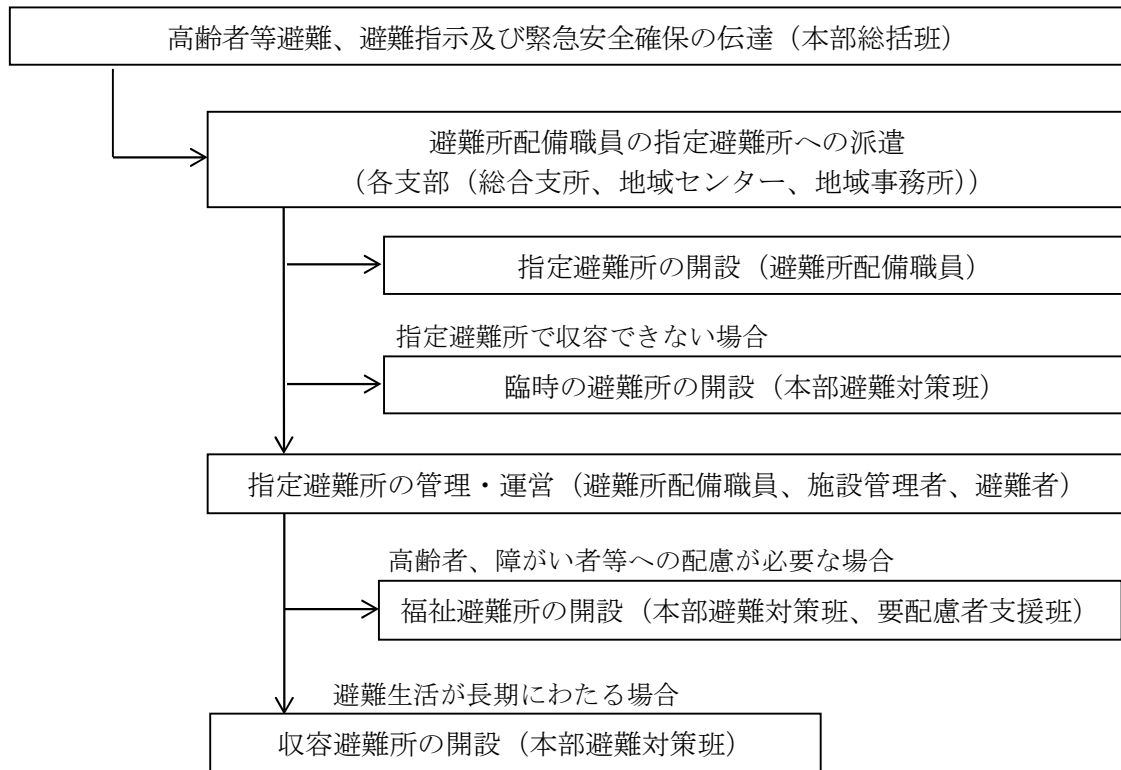 高齢者等避難、避難指示及び緊急安全確保の伝達（本部総括班）
避難所配備職員の指定避難所への派遣
（各支部（総合支所、地域センター、地域事務所））
指定避難所の開設（避難所配備職員）
指定避難所で収容できない場合
臨時の避難所の開設（本部避難対策班）
指定避難所の管理・運営（避難所配備職員、施設管理者、避難者）
高齢者、障がい者等への配慮が必要な場合
福祉避難所の開設（本部避難対策班、要配慮者支援班）
避難生活が長期にわたる場合
収容避難所の開設（本部避難対策班）